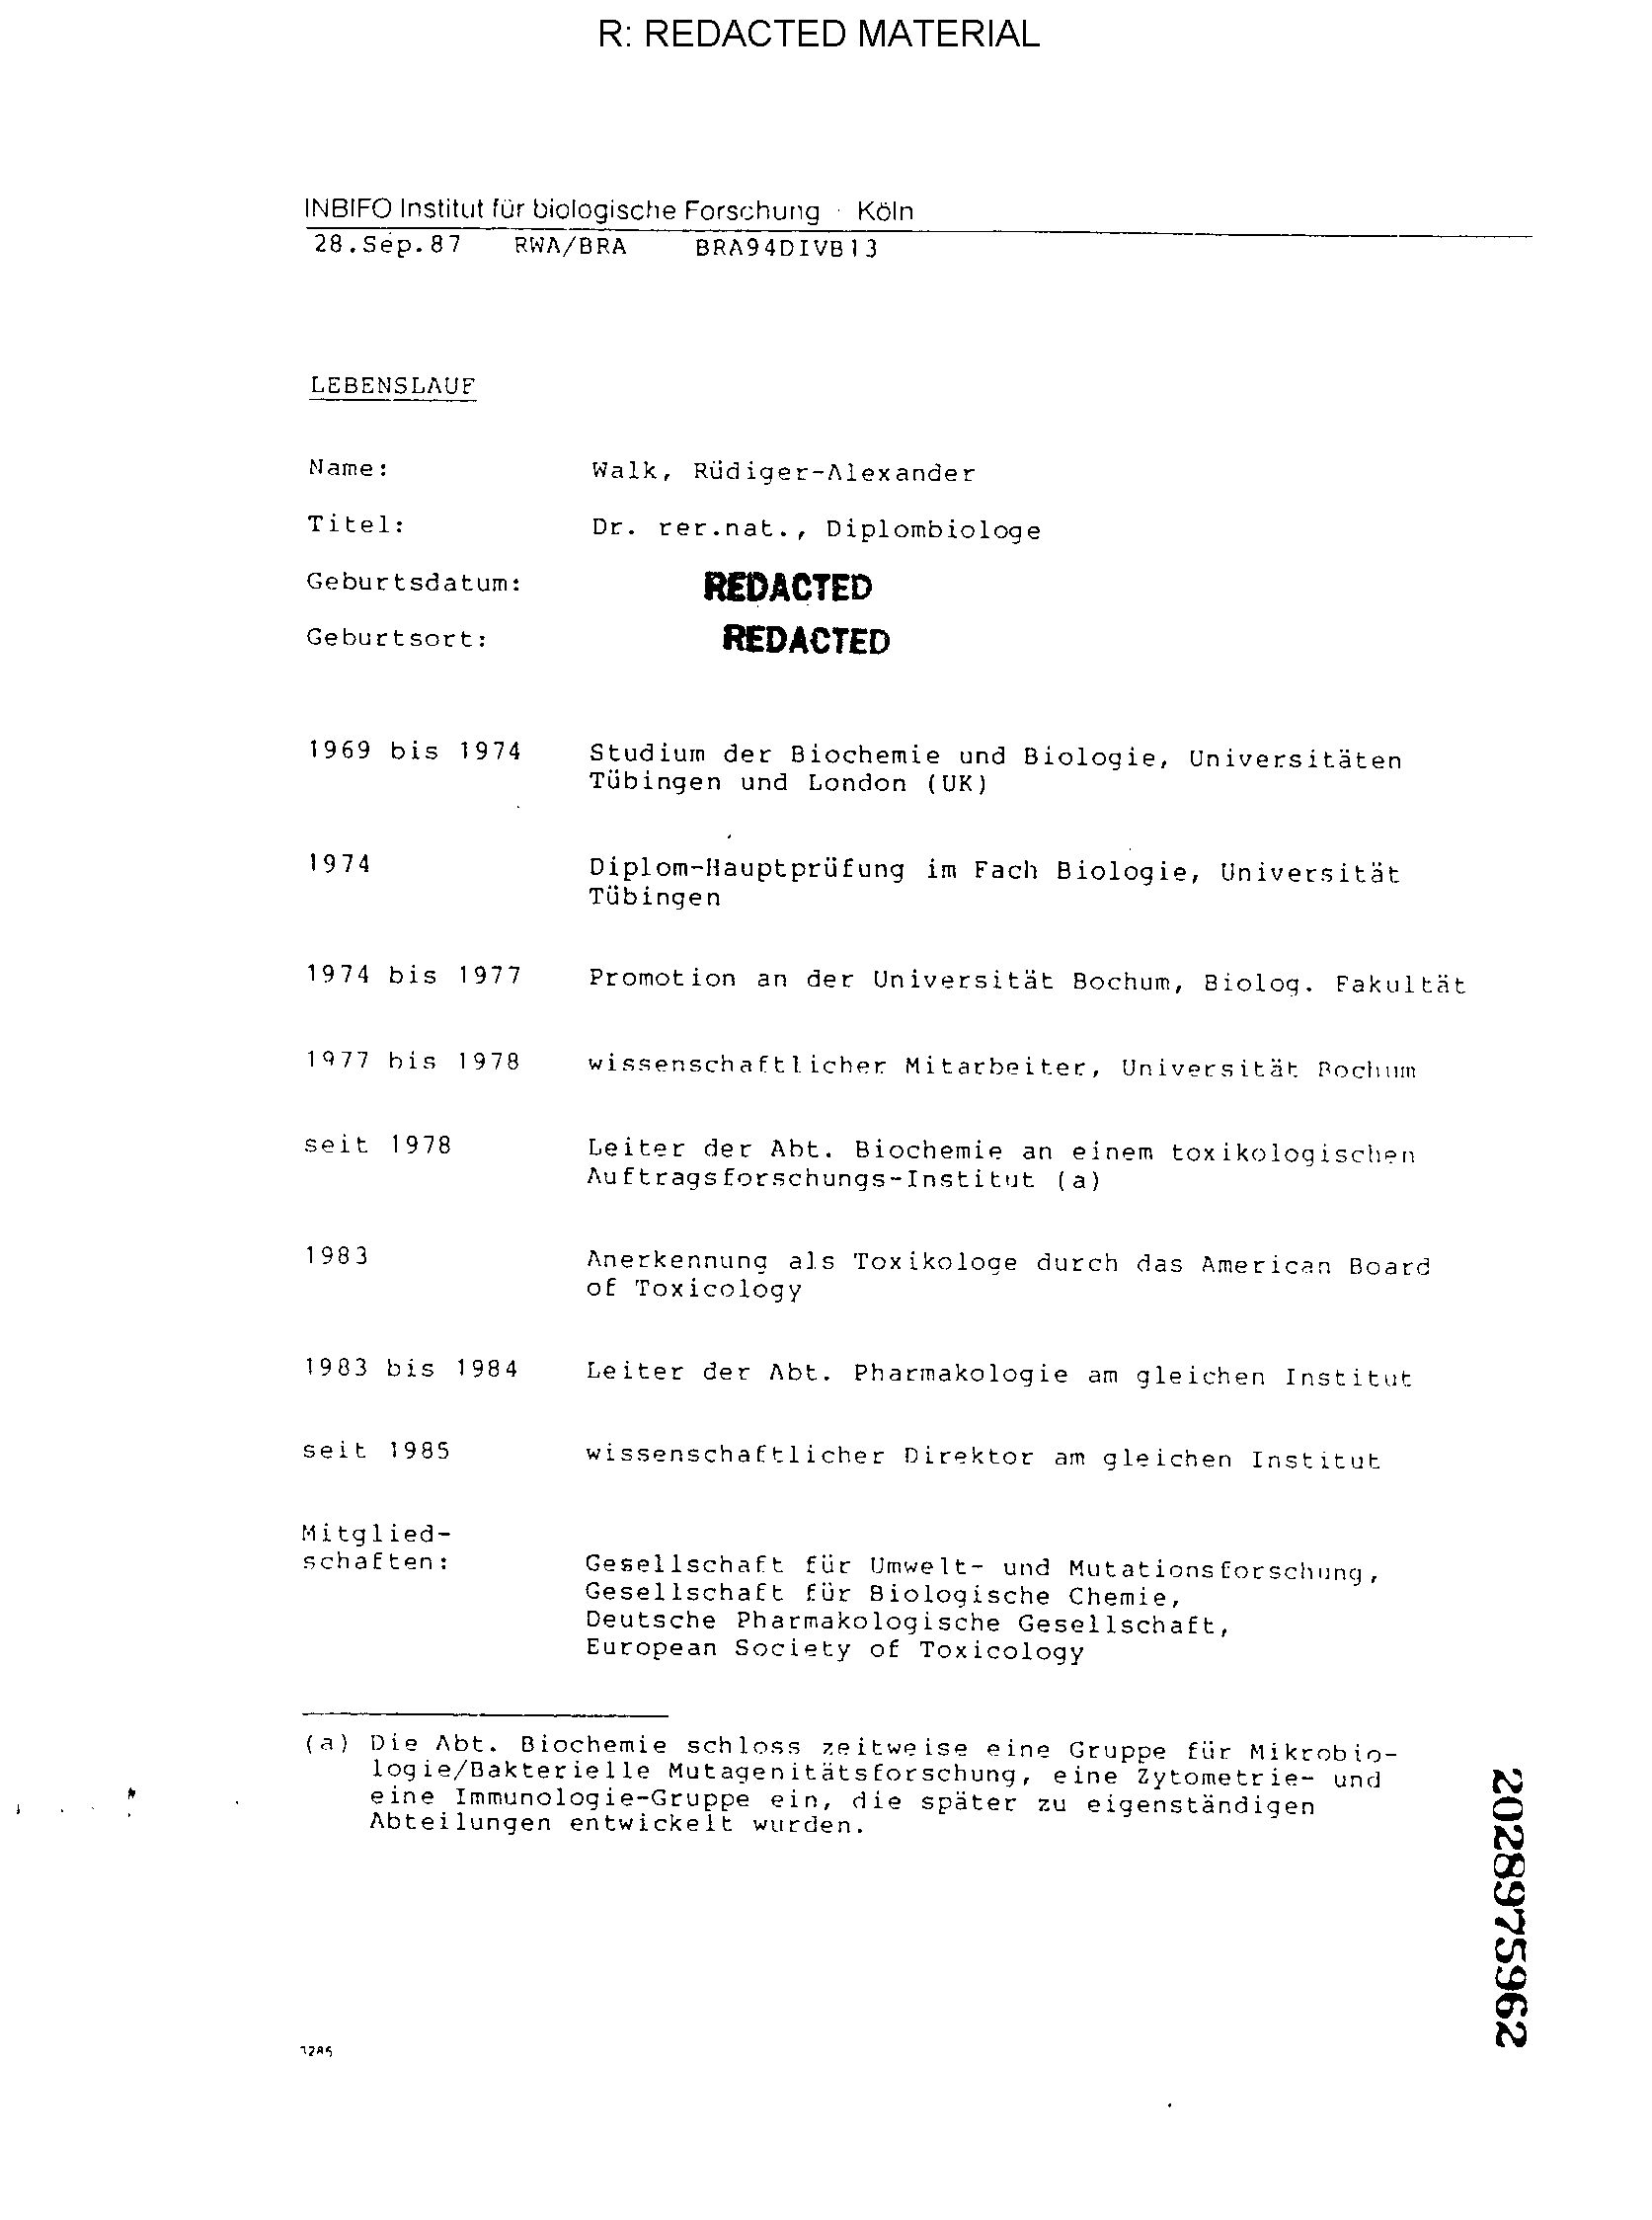 R: REDACTED MATERIAL
INBIFO Institut für biologische Forschung · Köln
28.Sep.87 RWA/BRA BRA94DIVB13
LEBENSLAUF
Name: Walk, Rüdiger-Alexander
Titel: Dr. rer.nat., Diplombiologe
Geburtsdatum: REDACTED
Geburtsort: REDACTED
1969 bis 1974 Studium der Biochemie und Biologie, Universitäten
Tübingen und London (UK)
1974 Diplom-Hauptprüfung im Fach Biologie, Universität
Tübingen
1974 bis 1977 Promotion an der Universität Bochum, Biolog. Fakultät
1977 bis 1978 wissenschaftlicher Mitarbeiter, Universität Bochum
seit 1978 Leiter der Abt. Biochemie an einem toxikologischen
Auftragsforschungs-Institut (a)
1983 Anerkennung als Toxikologe durch das American Board
of Toxicology
1983 bis 1984 Leiter der Abt. Pharmakologie am gleichen Institut
seit 1985 wissenschaftlicher Direktor am gleichen Institut
Mitglied-
schaften: Gesellschaft für Umwelt- und Mutationsforschung,
Gesellschaft für Biologische Chemie,
Deutsche Pharmakologische Gesellschaft,
European Society of Toxicology
(a) Die Abt. Biochemie schloss zeitweise eine Gruppe für Mikrobio-
logie/Bakterielle Mutagenitätsforschung, eine Zytometrie- und
eine Immunologie-Gruppe ein, die später zu eigenständigen
Abteilungen entwickelt wurden.
2028975962